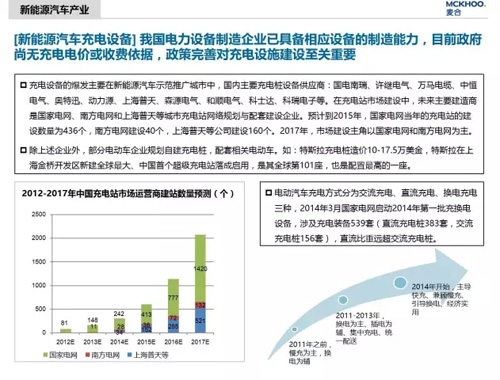 新能源汽车产业
MCKHOO
麦合
[新能源汽车充电设备] 我国电力设备制造企业已具备相应设备的制造能力，目前政府
尚无充电电价或收费依据，政策完善对充电设施建设至关重要
充电设备的爆发主要在新能源汽车示范推广城市中，国内主要充电桩设备供应商：国电南瑞、许继电气、万马电缆、中恒
电气、奥特迅、动力源、上海普天、森源电气、和顺电气、科士达、科瑞电子等。在充电站市场建设中，未来主要建造商
是国家电网、南方电网和上海普天等城市充电站网络规划与配套建设企业。预计到2015年，国家电网当年的充电站的建
设数量为436个，南方电网建设40个，上海普天等公司建设160个。2017年，市场建设主角以国家电网和南方电网为主。
除上述企业外，部分电动车企业规划自建充电桩，配套相关电动车。如：特斯拉充电桩造价10-17.5万美金，特斯拉在上
海金桥开发区新建全球最大、中国首个超级充电站落成启用，是其全球第101座，也是配置最高的一座。
2012-2017年中国充电站市场运营商建站数量预测（个）
2500
2000
1500
1000
500
0
81
148
11
242
28
54
413
777
72
265
1420
132
521
2012E 2013E 2014E 2015E 2016E 2017E
国家电网 南方电网 上海普天等
电动汽车充电方式分为交流充电、直流充电、换电充电
三种，2014年3月国家电网启动2014年第一批充换电
设备，涉及充电装备539套（直流充电桩383套，交流
充电桩156套），直流比重远超交流充电桩。
2014年开始，主导
快充、兼顾慢充、
引导换电、经济实
用
2011-2013年，
换电为主、插电为
辅、集中充电、统
一配送
2011年之前，
慢充为主，换
电为辅